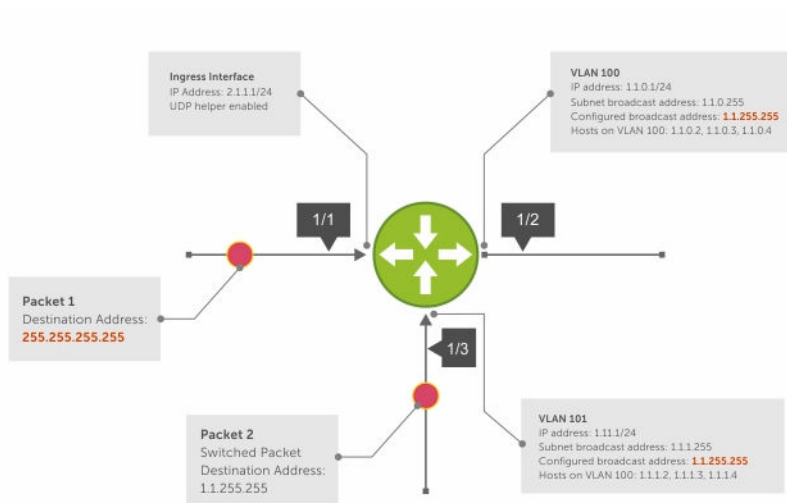 Ingress Interface
IP Address: 2.1.1.1/24
UDP helper enabled
VLAN 100
IP address: 1.1.0.1/24
Subnet broadcast address: 1.1.0.255
Configured broadcast address: 1.1.255.255
Hosts on VLAN 100: 1.1.0.2, 1.1.0.3, 1.1.0.4
1/1
1/2
Packet 1
Destination Address:
255.255.255.255
1/3
Packet 2
Switched Packet
Destination Address:
1.1.255.255
VLAN 101
IP address: 1.11.1/24
Subnet broadcast address: 1.1.1.255
Configured broadcast address: 1.1.255.255
Hosts on VLAN 100: 1.1.1.2, 1.1.1.3, 1.1.1.4